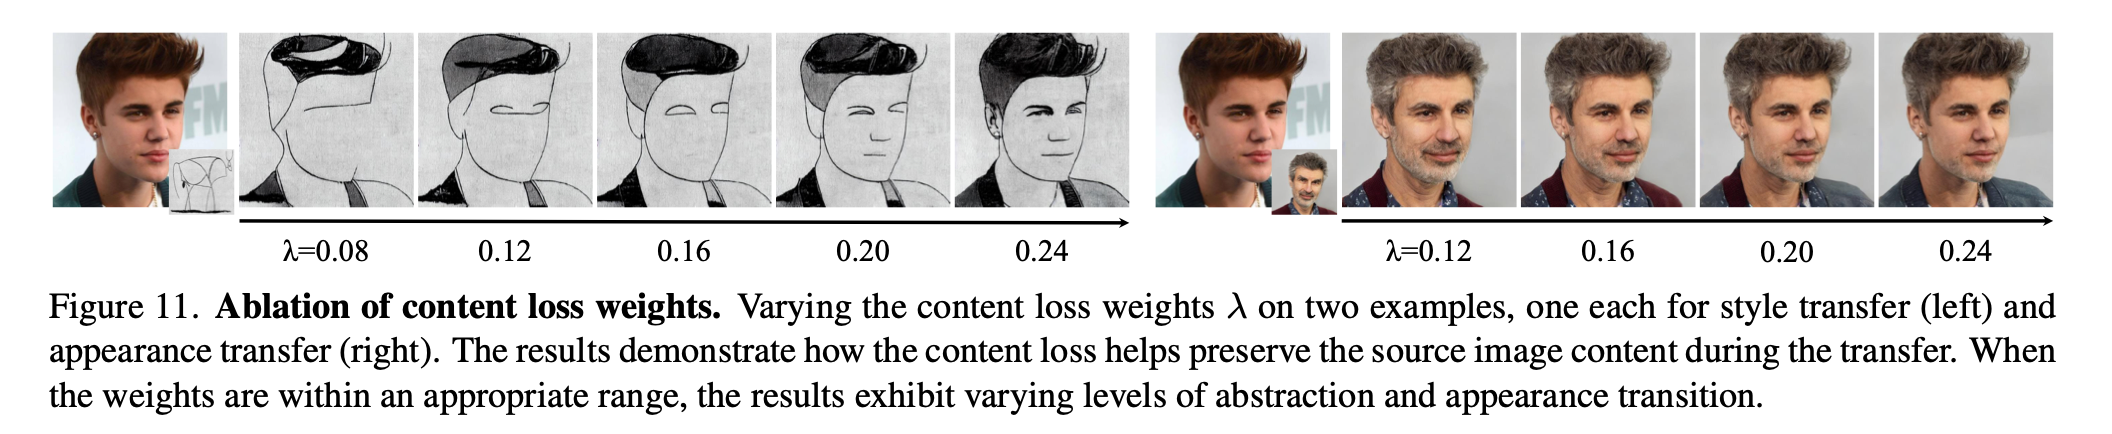 FM
FM
λ=0.08 0.12 0.16 0.20 0.24 λ=0.12 0.16 0.20 0.24
Figure 11. Ablation of content loss weights. Varying the content loss weights λ on two examples, one each for style transfer (left) and
appearance transfer (right). The results demonstrate how the content loss helps preserve the source image content during the transfer. When
the weights are within an appropriate range, the results exhibit varying levels of abstraction and appearance transition.